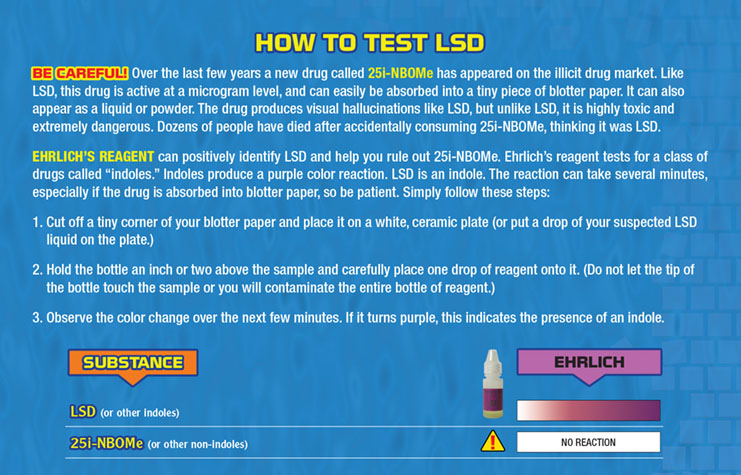 HOW TO TEST LSD
BE CAREFUL! Over the last few years a new drug called 25i-NBOMe has appeared on the illicit drug market. Like
LSD, this drug is active at a microgram level, and can easily be absorbed into a tiny piece of blotter paper. It can also
appear as a liquid or powder. The drug produces visual hallucinations like LSD, but unlike LSD, it is highly toxic and
extremely dangerous. Dozens of people have died after accidentally consuming 25i-NBOMe, thinking it was LSD.
EHRLICH'S REAGENT can positively identify LSD and help you rule out 25i-NBOMe. Ehrlich's reagent tests for a class of
drugs called “indoles.” Indoles produce a purple color reaction. LSD is an indole. The reaction can take several minutes,
especially if the drug is absorbed into blotter paper, so be patient. Simply follow these steps:
1. Cut off a tiny corner of your blotter paper and place it on a white, ceramic plate (or put a drop of your suspected LSD
liquid on the plate.)
2. Hold the bottle an inch or two above the sample and carefully place one drop of reagent onto it. (Do not let the tip of
the bottle touch the sample or you will contaminate the entire bottle of reagent.)
3. Observe the color change over the next few minutes. If it turns purple, this indicates the presence of an indole.
SUBSTANCE EHRLICH
LSD (or other indoles)
25i-NBOMe (or other non-indoles) NO REACTION